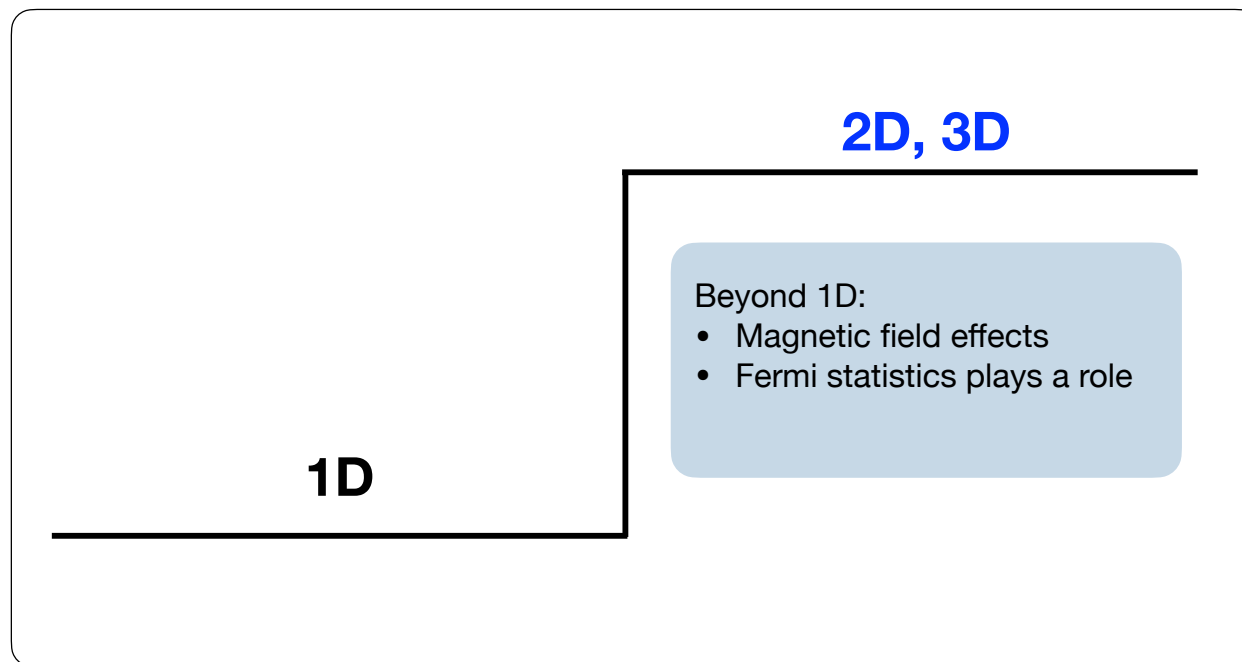 2D, 3D
Beyond 1D:
• Magnetic field effects
• Fermi statistics plays a role
1D